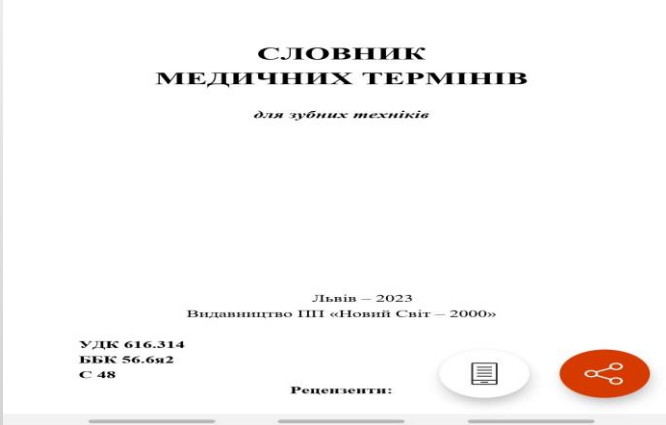 СЛОВНИК
МЕДИЧНИХ ТЕРМІНІВ
для зубних техніків
Львів – 2023
Видавництво ПП «Новий Світ – 2000»
УДК 616.314
ББК 56.6я2
С 48
Рецензенти: